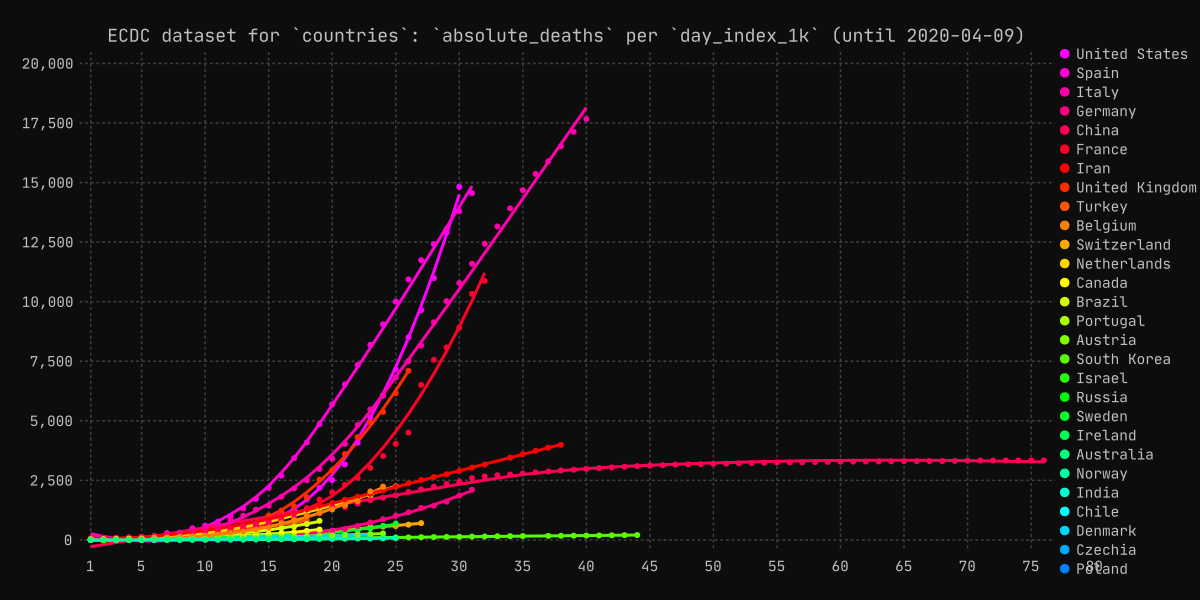 ECDC dataset for `countries`: `absolute_deaths` per `day_index_1k` (until 2020-04-09)
20,000
17,500
15,000
12,500
10,000
7,500
5,000
2,500
0
1 5 10 15 20 25 30 35 40 45 50 55 60 65 70 75 80
United States
Spain
Italy
Germany
China
France
Iran
United Kingdom
Turkey
Belgium
Switzerland
Netherlands
Canada
Brazil
Portugal
Austria
South Korea
Israel
Russia
Sweden
Ireland
Australia
Norway
India
Chile
Denmark
Czechia
Poland